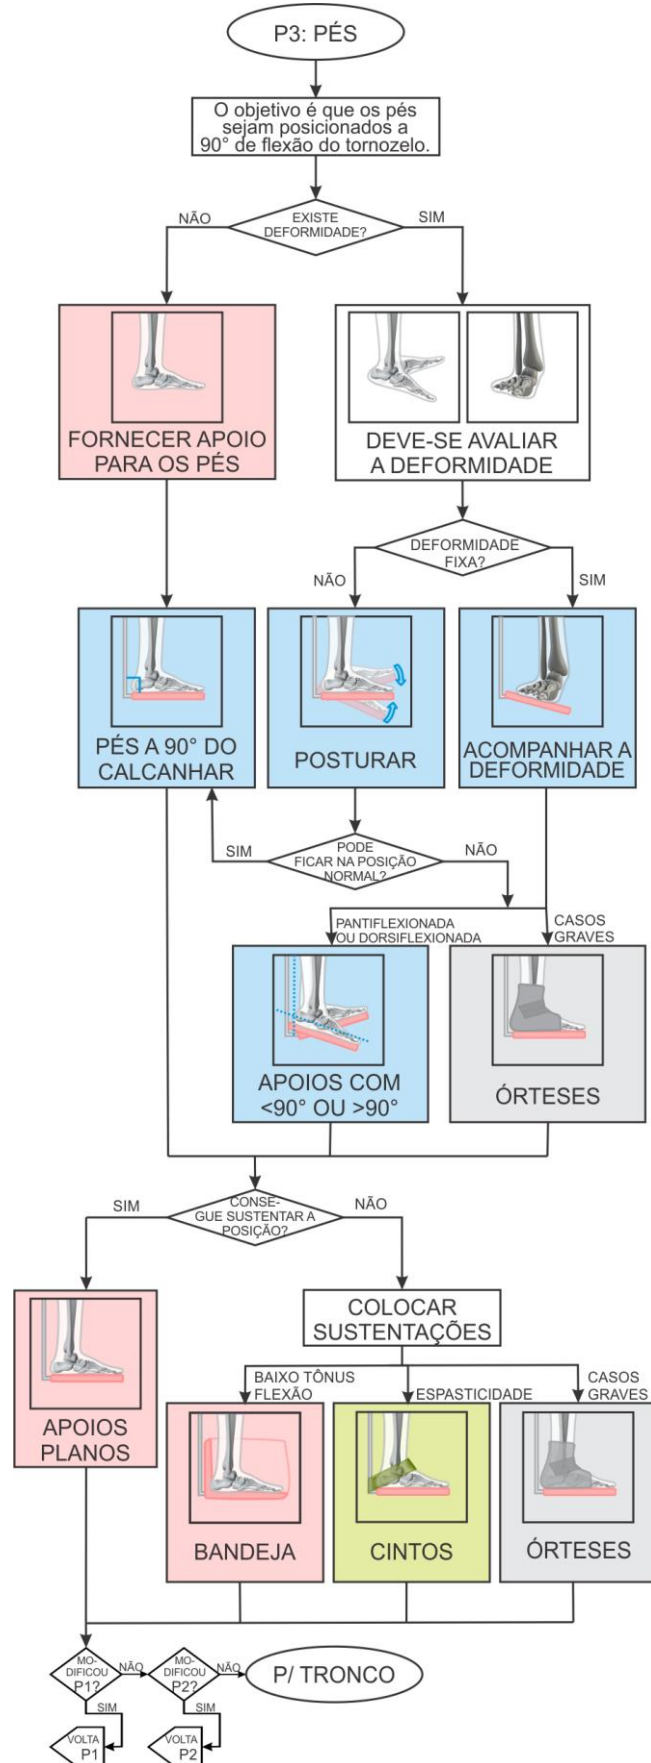 P3: PÉS
O objetivo é que os pés
sejam posicionados a
90° de flexão do tornozelo.
NÃO
EXISTE
DEFORMIDADE?
SIM
FORNECER APOIO
PARA OS PÉS
DEVE-SE AVALIAR
A DEFORMIDADE
DEFORMIDADE
FIXA?
NÃO
SIM
PÉS A 90° DO
CALCANHAR
POSTURAR
ACOMPANHAR A
DEFORMIDADE
SIM
PODE
FICAR NA POSIÇÃO
NORMAL?
NÃO
PANTIFLEXIONADA
OU DORSIFLEXIONADA
CASOS
GRAVES
APOIOS COM
<90° OU >90°
ÓRTESES
SIM
CONSE-
GUE SUSTENTAR A
POSIÇÃO?
NÃO
COLOCAR
SUSTENTAÇÕES
APOIOS
PLANOS
BAIXO TÔNUS
FLEXÃO
ESPASTICIDADE
CASOS
GRAVES
BANDEJA
CINTOS
ÓRTESES
MO-
DIFICOU
P1?
NÃO
MO-
DIFICOU
P2?
NÃO
P/ TRONCO
SIM
SIM
VOLTA
P1
VOLTA
P2